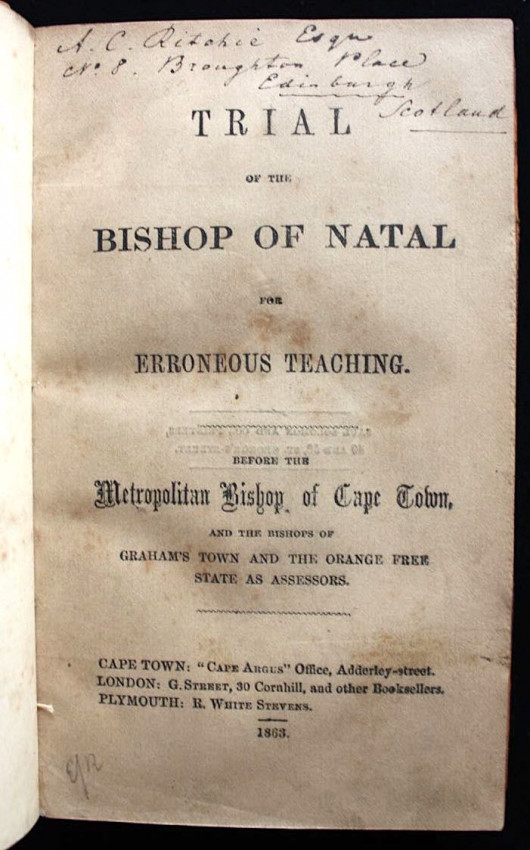 A. C. Ritchie Esqr
No. 8. Broughton Place
Edinburgh
Scotland
TRIAL
OF THE
BISHOP OF NATAL
FOR
ERRONEOUS TEACHING.
BEFORE THE
Metropolitan Bishop of Cape Town,
AND THE BISHOPS OF
GRAHAM'S TOWN AND THE ORANGE FREE
STATE AS ASSESSORS.
CAPE TOWN: "CAPE ARGUS" Office, Adderley-street.
LONDON: G. STREET, 30 Cornhill, and other Booksellers.
PLYMOUTH: R. WHITE STEVENS.
1863.